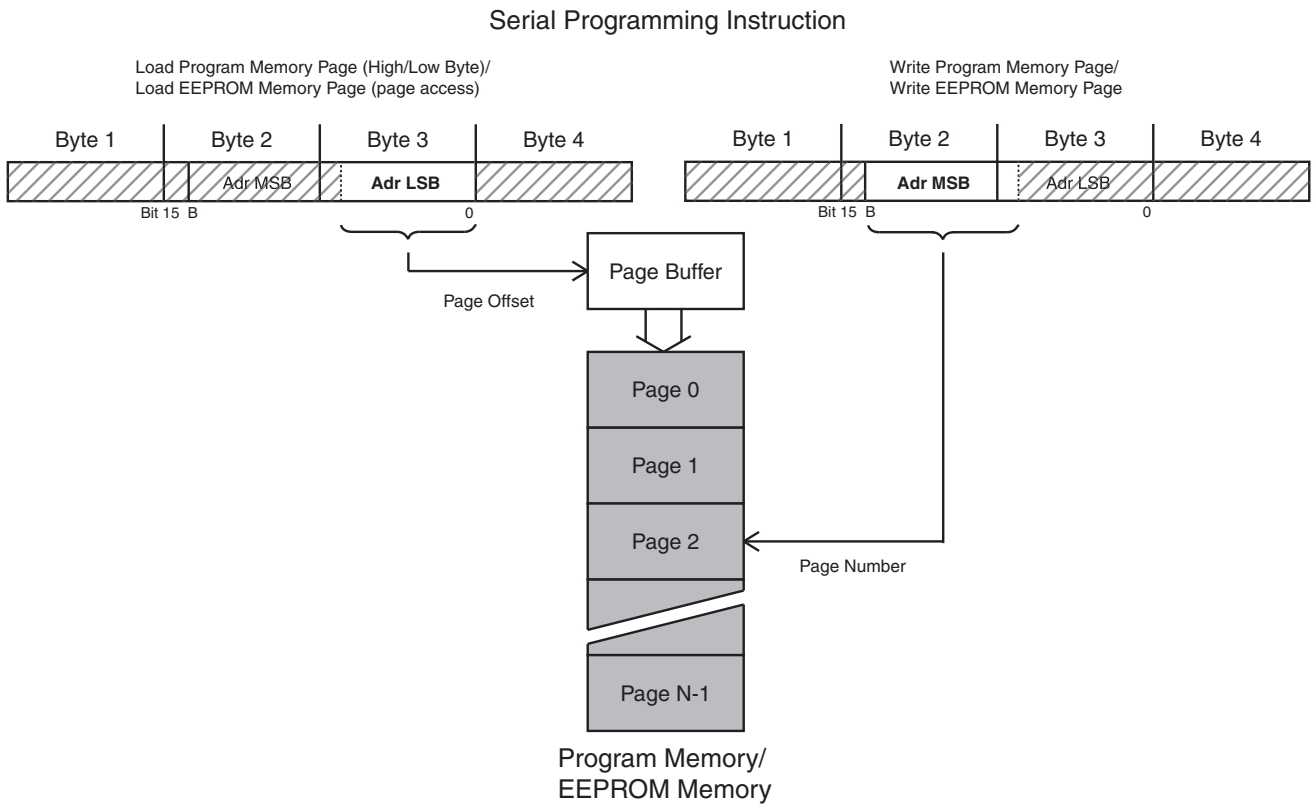 Serial Programming Instruction
Load Program Memory Page (High/Low Byte)/
Load EEPROM Memory Page (page access)
Write Program Memory Page/
Write EEPROM Memory Page
Byte 1 Byte 2 Byte 3 Byte 4
Byte 1 Byte 2 Byte 3 Byte 4
Adr MSB Adr LSB
Adr MSB Adr LSB
Bit 15 B 0
Bit 15 B 0
Page Buffer
Page Offset
Page 0
Page 1
Page 2
Page Number
Page N-1
Program Memory/
EEPROM Memory